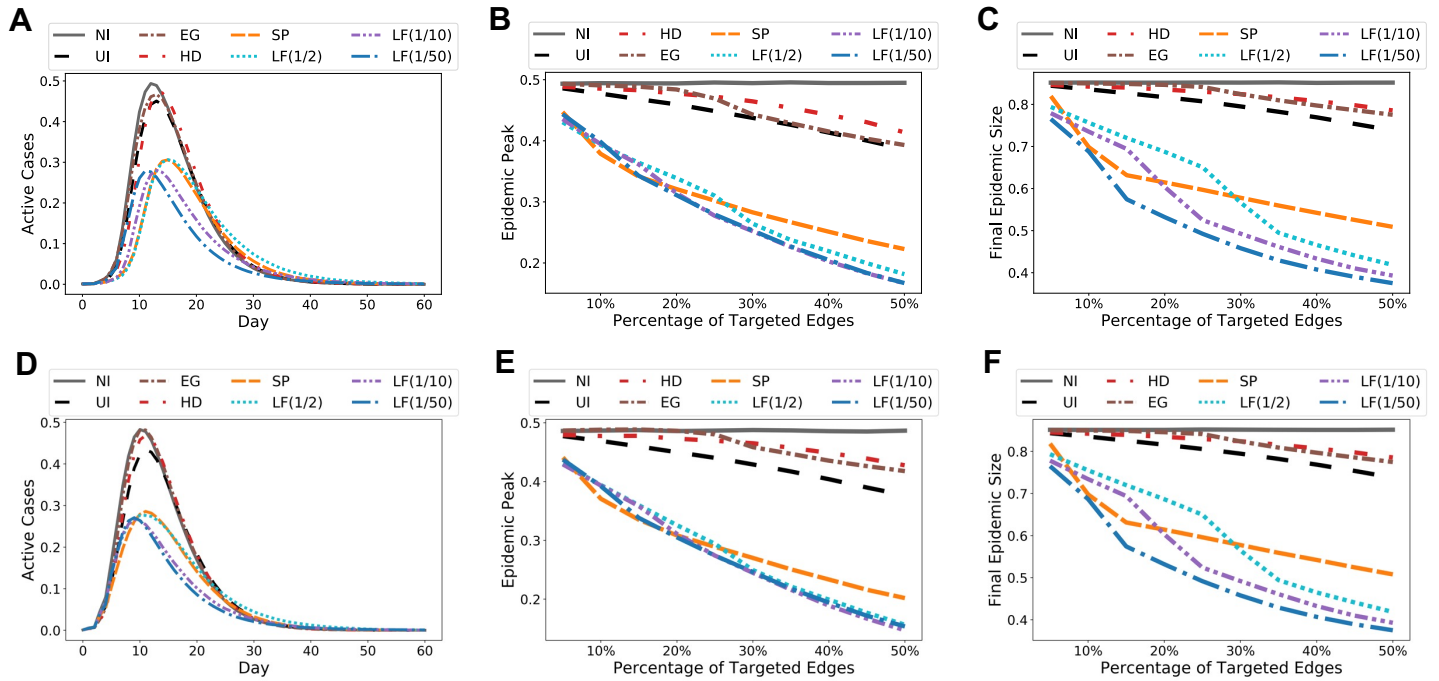 A
NI EG SP LF(1/10)
UI HD LF(1/2) LF(1/50)
Active Cases
0.5
0.4
0.3
0.2
0.1
0.0
0 10 20 30 40 50 60
Day
B
NI HD SP LF(1/10)
UI EG LF(1/2) LF(1/50)
Epidemic Peak
0.5
0.4
0.3
0.2
10% 20% 30% 40% 50%
Percentage of Targeted Edges
C
NI HD SP LF(1/10)
UI EG LF(1/2) LF(1/50)
Final Epidemic Size
0.8
0.7
0.6
0.5
0.4
10% 20% 30% 40% 50%
Percentage of Targeted Edges
D
NI EG SP LF(1/10)
UI HD LF(1/2) LF(1/50)
Active Cases
0.5
0.4
0.3
0.2
0.1
0.0
0 10 20 30 40 50 60
Day
E
NI HD SP LF(1/10)
UI EG LF(1/2) LF(1/50)
Epidemic Peak
0.5
0.4
0.3
0.2
10% 20% 30% 40% 50%
Percentage of Targeted Edges
F
NI HD SP LF(1/10)
UI EG LF(1/2) LF(1/50)
Final Epidemic Size
0.8
0.7
0.6
0.5
0.4
10% 20% 30% 40% 50%
Percentage of Targeted Edges